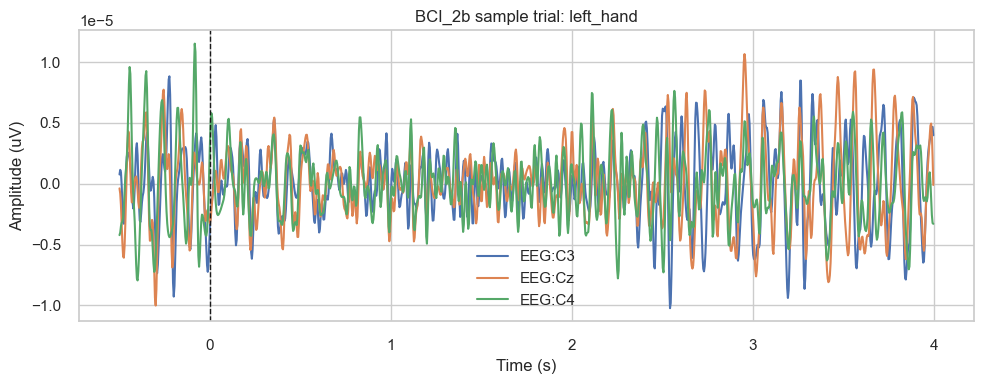 BCI_2b sample trial: left_hand
1e−5
Amplitude (uV)
1.0
0.5
0.0
−0.5
−1.0
EEG:C3
EEG:Cz
EEG:C4
0 1 2 3 4
Time (s)